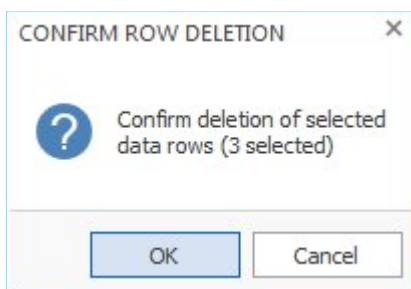 CONFIRM ROW DELETION
Confirm deletion of selected
data rows (3 selected)
OK Cancel